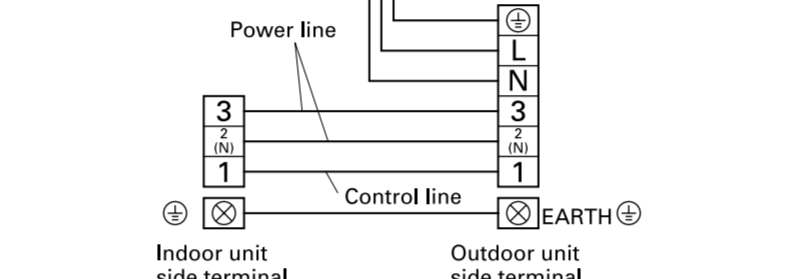 Power line
L
N
3 3
2 2
(N) (N)
1 1
Control line
EARTH
Indoor unit
side terminal
Outdoor unit
side terminal